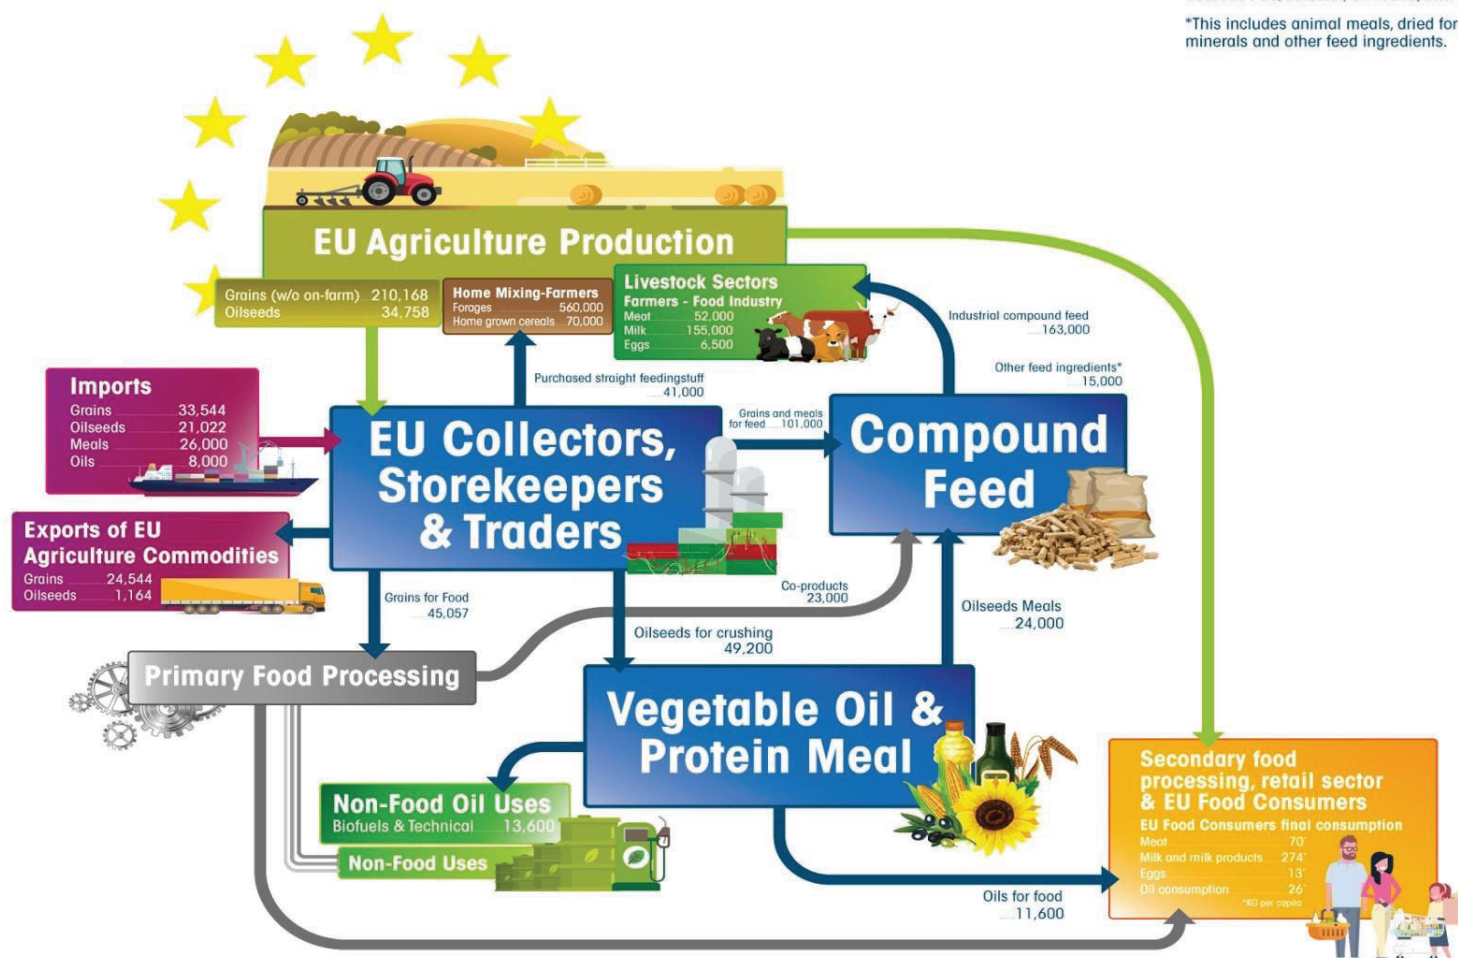 *This includes animal meals, dried for
minerals and other feed ingredients.
EU Agriculture Production
Grains (w/o on-farm) 210,168
Oilseeds 34,758
Home Mixing-Farmers
Forages 560,000
Home grown cereals 70,000
Livestock Sectors
Farmers - Food Industry
Meat 52,000
Milk 155,000
Eggs 6,500
Industrial compound feed
163,000
Other feed ingredients*
15,000
Purchased straight feedingstuff
41,000
Imports
Grains 33,544
Oilseeds 21,022
Meals 26,000
Oils 8,000
EU Collectors,
Storekeepers
& Traders
Grains and meals
for feed 101,000
Compound
Feed
Exports of EU
Agriculture Commodities
Grains 24,544
Oilseeds 1,164
Grains for Food
45,057
Co-products
23,000
Oilseeds for crushing
49,200
Oilseeds Meals
24,000
Primary Food Processing
Vegetable Oil &
Protein Meal
Non-Food Oil Uses
Biofuels & Technical 13,600
Non-Food Uses
Oils for food
11,600
Secondary food
processing, retail sector
& EU Food Consumers
EU Food Consumers final consumption
Meat 70*
Milk and milk products 274*
Eggs 13*
Oil consumption 26*
*KG per capita